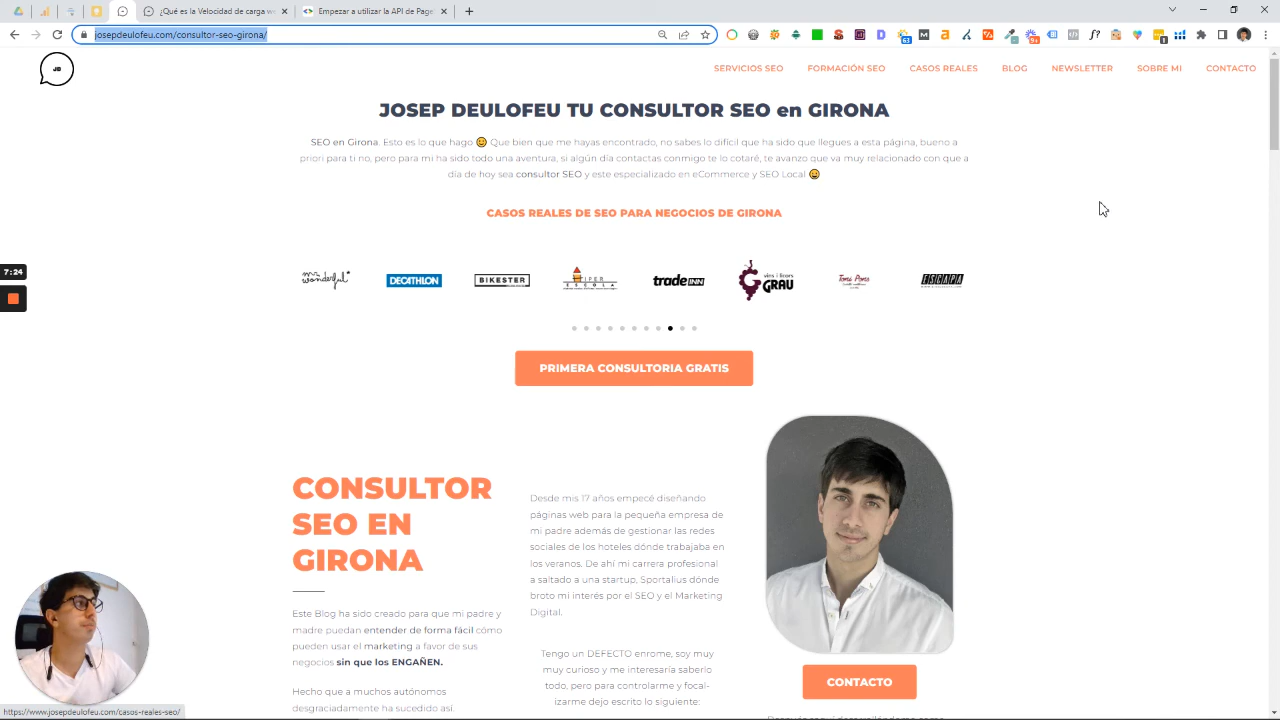 ¿Qué es la Velocidad de carga we
Empezar a utilizar la API de Page
josepdeulofeu.com/consultor-seo-girona/
63
9+
T
JB
SERVICIOS SEO
FORMACIÓN SEO
CASOS REALES
BLOG
NEWSLETTER
SOBRE MI
CONTACTO
JOSEP DEULOFEU TU CONSULTOR SEO en GIRONA
SEO en Girona. Esto es lo que hago 😀 Que bien que me hayas encontrado, no sabes lo difícil que ha sido que llegues a esta página, bueno a
priori para ti no, pero para mi ha sido todo una aventura, si algún día contactas conmigo te lo cotaré, te avanzo que va muy relacionado con que a
día de hoy sea consultor SEO y este especializado en eCommerce y SEO Local 😀
CASOS REALES DE SEO PARA NEGOCIOS DE GIRONA
mr wonderful*
DECATHLON
BIKESTER
tradeINN
vins i licors
GRAU
Toni Pons
ESCAPA
7:24
PRIMERA CONSULTORIA GRATIS
CONSULTOR
SEO EN
GIRONA
Este Blog ha sido creado para que mi padre y
madre puedan entender de forma fácil cómo
pueden usar el marketing a favor de sus
negocios sin que los ENGAÑEN.
Hecho que a muchos autónomos
desgraciadamente ha sucedido así.
Desde mis 17 años empecé diseñando
páginas web para la pequeña empresa de
mi padre además de gestionar las redes
sociales de los hoteles dónde trabajaba en
los veranos. De ahí mi carrera profesional
a saltado a una startup, Sportalius dónde
broto mi interés por el SEO y el Marketing
Digital.
Tengo un DEFECTO enrome, soy muy
muy curioso y me interesaría saberlo
todo, pero para controlarme y focal-
izarme dejo escrito lo siguiente:
CONTACTO
https://www.josepdeulofeu.com/casos-reales-seo/